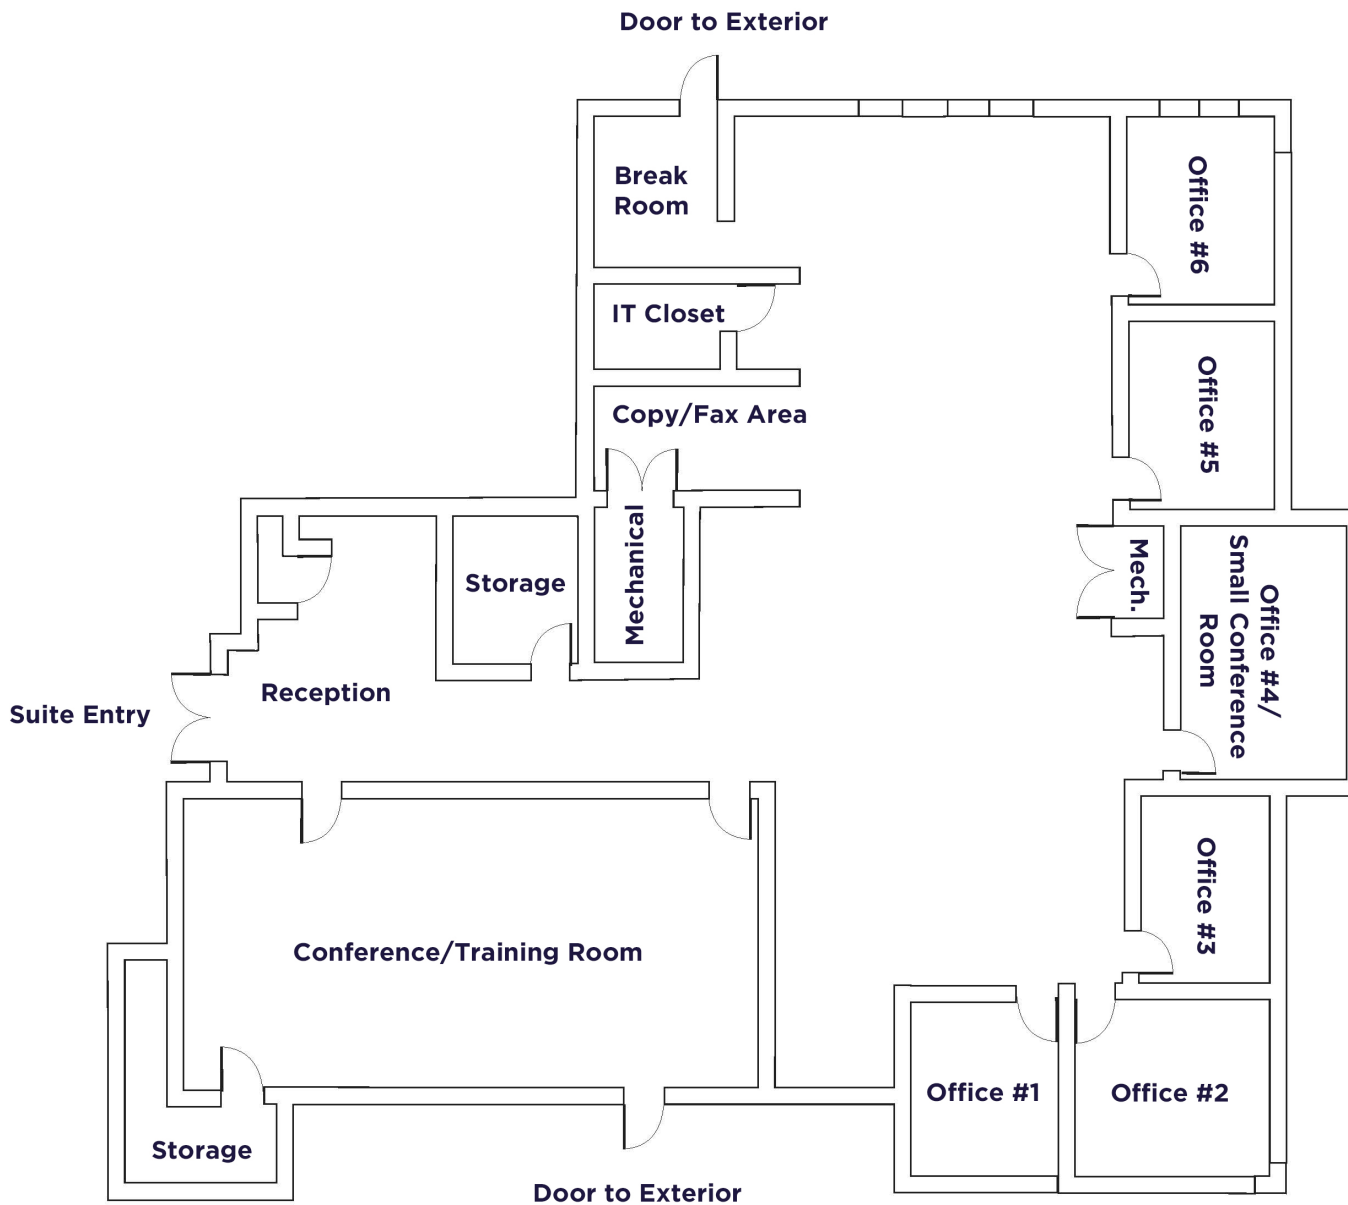 Door to Exterior
Break
Room
Office #6
IT Closet
Office #5
Copy/Fax Area
Mechanical
Storage
Mech.
Office #4/
Small Conference
Room
Reception
Suite Entry
Office #3
Conference/Training Room
Office #1
Office #2
Storage
Door to Exterior